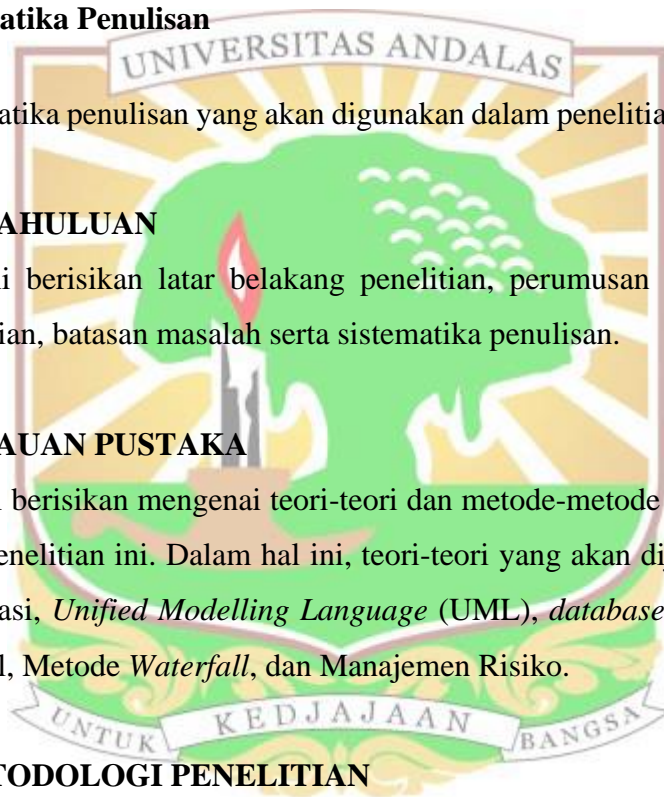 atika Penulisan
UNIVERSITAS ANDALAS
atika penulisan yang akan digunakan dalam penelitia
AHULUAN
i berisikan latar belakang penelitian, perumusan
ian, batasan masalah serta sistematika penulisan.
AUAN PUSTAKA
i berisikan mengenai teori-teori dan metode-metode
enelitian ini. Dalam hal ini, teori-teori yang akan dij
asi, Unified Modelling Language (UML), database
l, Metode Waterfall, dan Manajemen Risiko.
UNTUK KEDJAJAAN BANGSA
TODOLOGI PENELITIAN